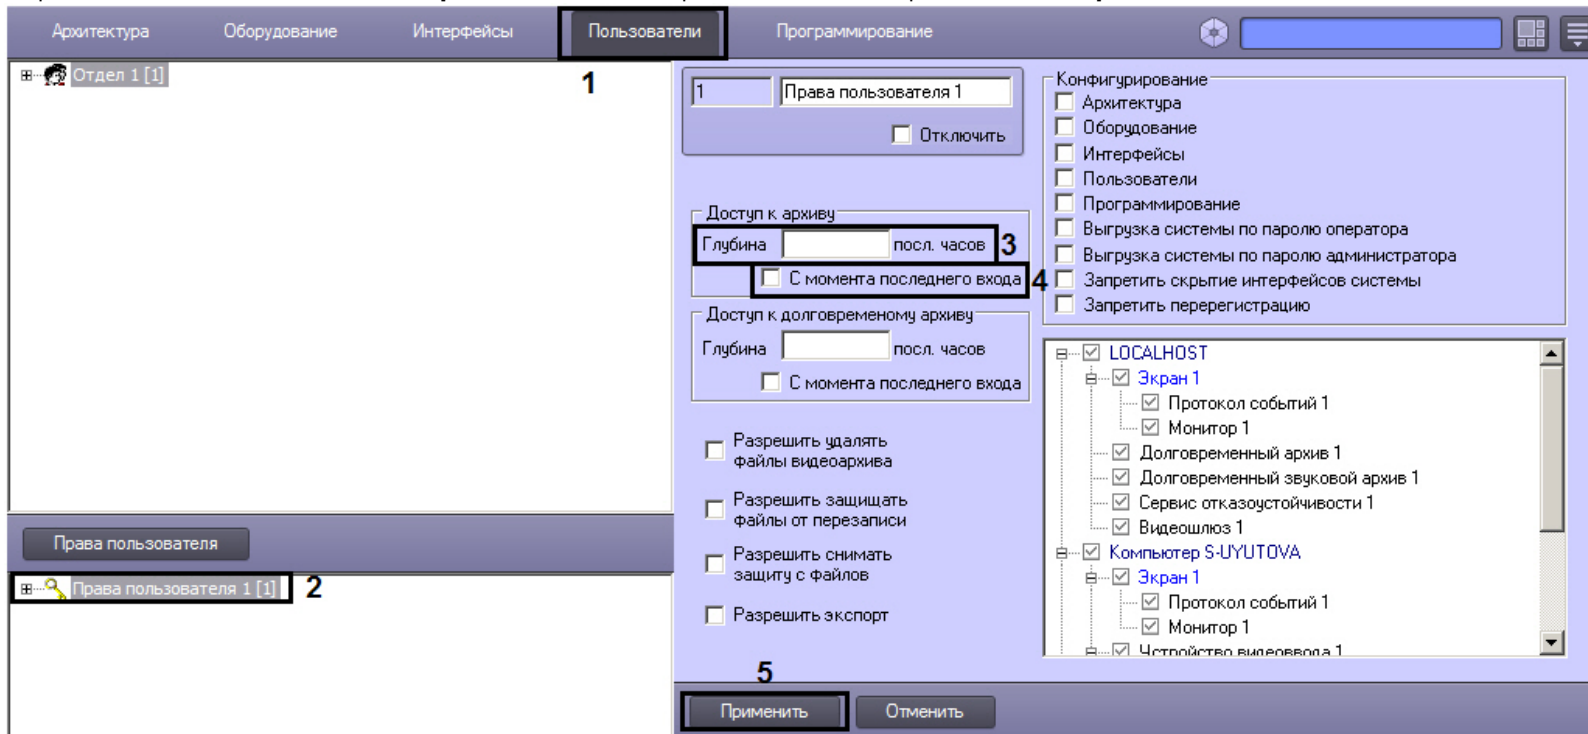 Архитектура Оборудование Интерфейсы Пользователи Программирование
1
Отдел 1 [1]
Права пользователя
Права пользователя 1 [1]
2
1 Права пользователя 1
Отключить
Доступ к архиву
Глубина посл. часов 3
С момента последнего входа 4
Доступ к долговременому архиву
Глубина посл. часов
С момента последнего входа
Разрешить удалять
файлы видеоархива
Разрешить защищать
файлы от перезаписи
Разрешить снимать
защиту с файлов
Разрешить экспорт
Конфигурирование
Архитектура
Оборудование
Интерфейсы
Пользователи
Программирование
Выгрузка системы по паролю оператора
Выгрузка системы по паролю администратора
Запретить скрытие интерфейсов системы
Запретить перерегистрацию
LOCALHOST
Экран 1
Протокол событий 1
Монитор 1
Долговременный архив 1
Долговременный звуковой архив 1
Сервис отказоустойчивости 1
Видеошлюз 1
Компьютер S-UYUTOVA
Экран 1
Протокол событий 1
Монитор 1
Устройство видеоввода 1
5
Применить Отменить